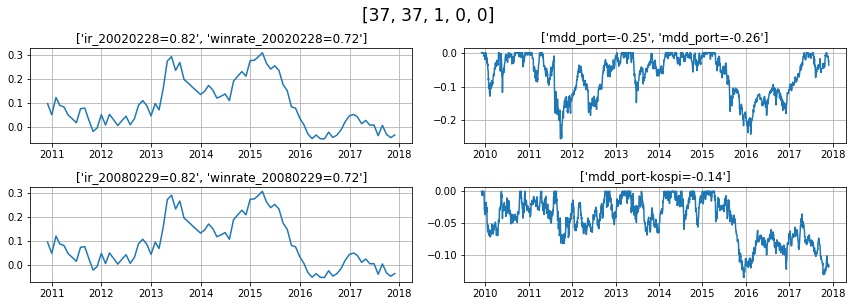 [37, 37, 1, 0, 0]
['ir_20020228=0.82', 'winrate_20020228=0.72']
0.3
0.2
0.1
0.0
2011 2012 2013 2014 2015 2016 2017 2018
['mdd_port=-0.25', 'mdd_port=-0.26']
0.0
−0.1
−0.2
2010 2011 2012 2013 2014 2015 2016 2017 2018
['ir_20080229=0.82', 'winrate_20080229=0.72']
0.3
0.2
0.1
0.0
2011 2012 2013 2014 2015 2016 2017 2018
['mdd_port-kospi=-0.14']
0.00
−0.05
−0.10
2010 2011 2012 2013 2014 2015 2016 2017 2018